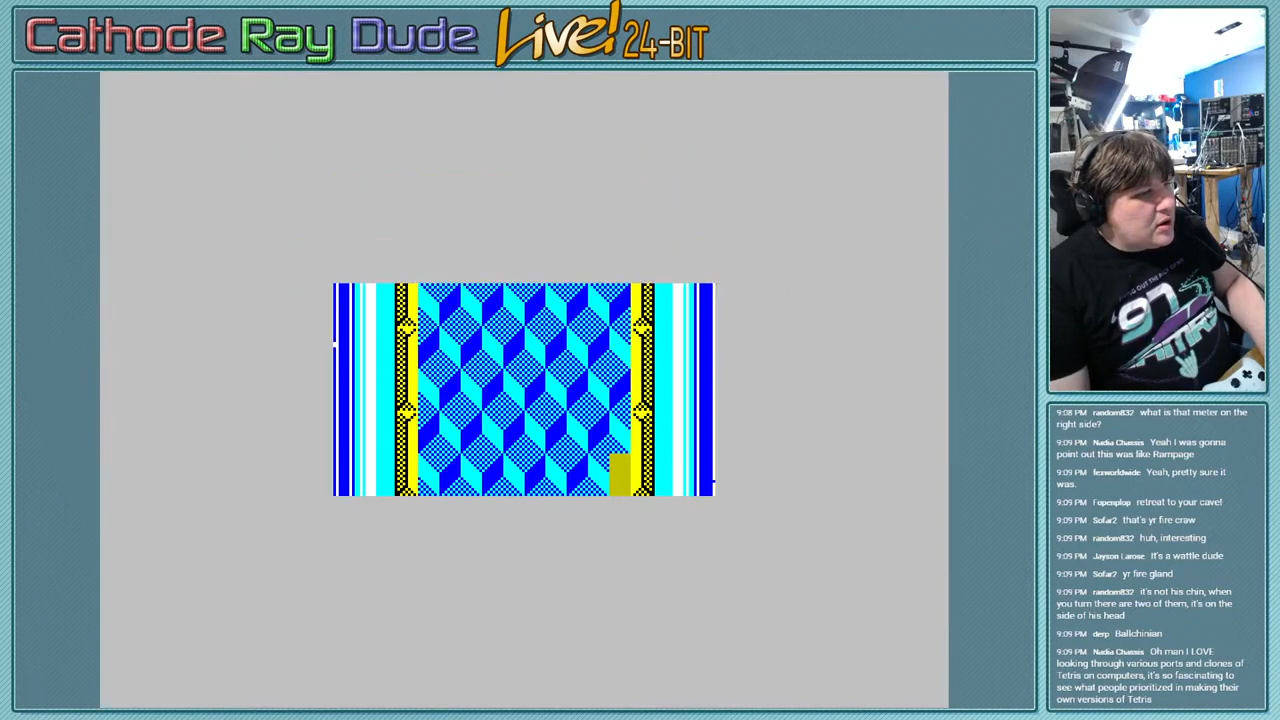 Cathode Ray Dude Live! 24-BIT
9:08 PM random832 what is that meter on the
right side?
9:09 PM Nadia Chassis Yeah I was gonna
point out this was like Rampage
9:09 PM foxworldwide Yeah, pretty sure it
was.
9:09 PM Fopenplop retreat to your cave!
9:09 PM Sofar2 that's yr fire craw
9:09 PM random832 huh, interesting
9:09 PM Jayson Larose It's a wattle dude
9:09 PM Sofar2 yr fire gland
9:09 PM random832 it's not his chin, when
you turn there are two of them, it's on the
side of his head
9:09 PM derp Ballchinian
9:09 PM Nadia Chassis Oh man I LOVE
looking through various ports and clones of
Tetris on computers, it's so fascinating to
see what people prioritized in making their
own versions of Tetris